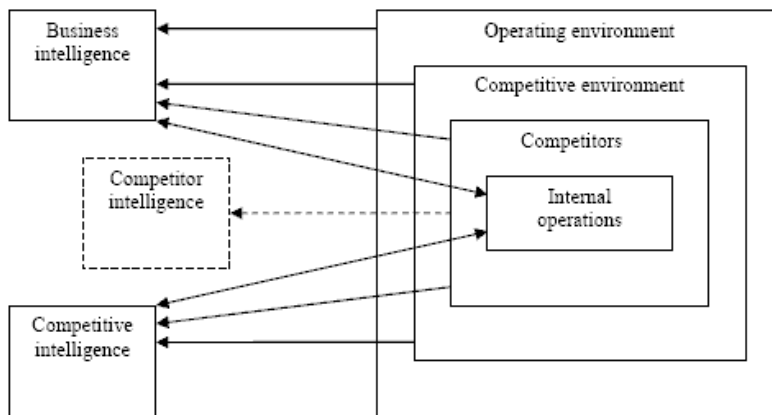 Business
intelligence
Operating environment
Competitive environment
Competitors
Competitor
intelligence
Internal
operations
Competitive
intelligence